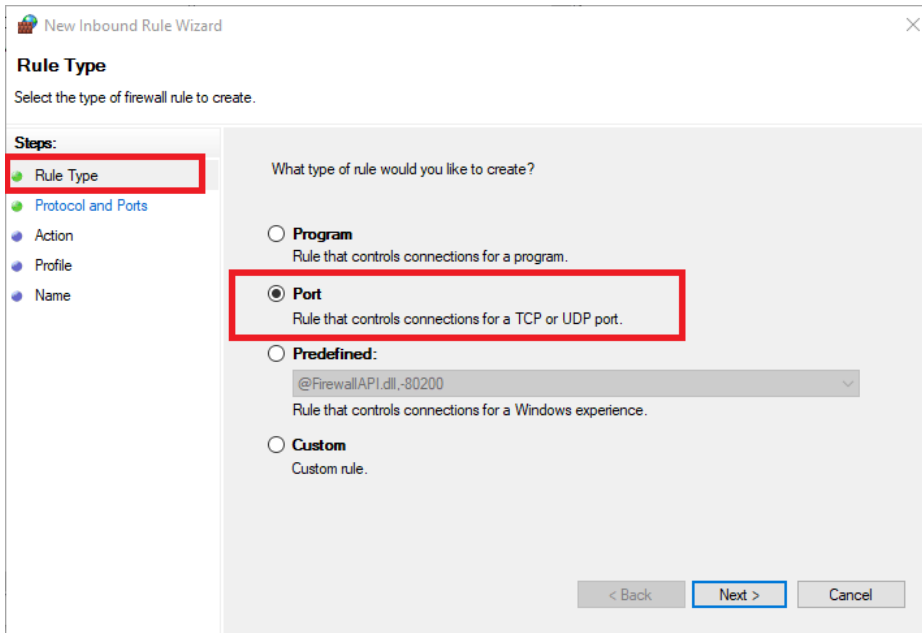 New Inbound Rule Wizard
Rule Type
Select the type of firewall rule to create.
Steps:
Rule Type
Protocol and Ports
Action
Profile
Name
What type of rule would you like to create?
Program
Rule that controls connections for a program.
Port
Rule that controls connections for a TCP or UDP port.
Predefined:
@FirewallAPI.dll,-80200
Rule that controls connections for a Windows experience.
Custom
Custom rule.
< Back Next > Cancel